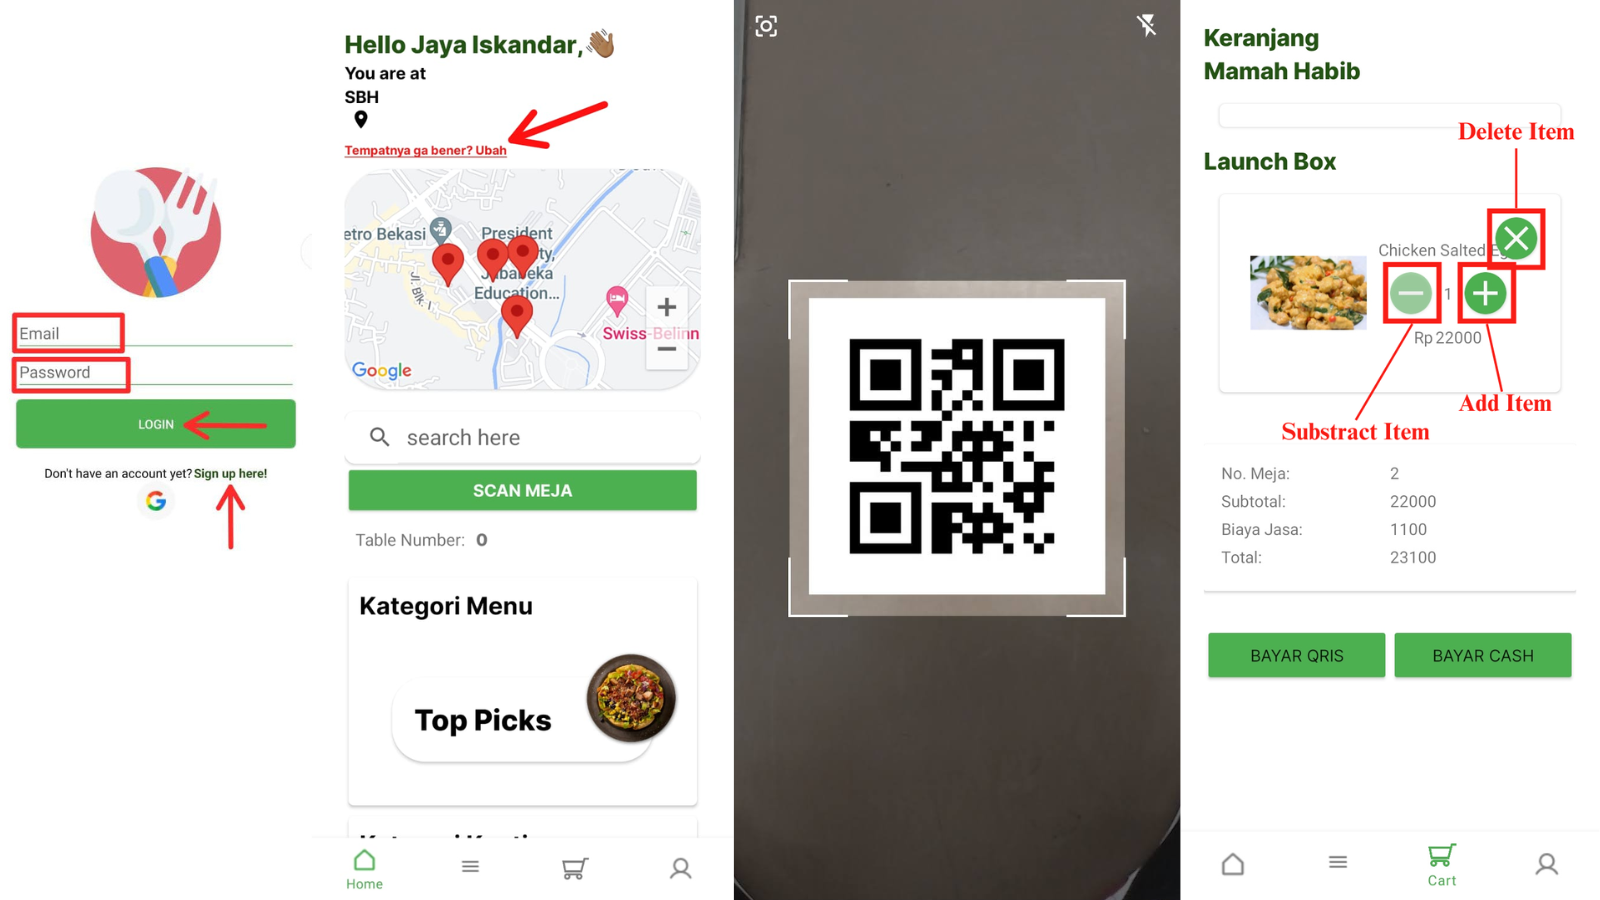 Email
Password
LOGIN
Don't have an account yet? Sign up here!
Hello Jaya Iskandar,
You are at
SBH
Tempatnya ga bener? Ubah
etro Bekasi
President
Jababeka
Education...
Jl. Blk. I
Swiss-Belinn
Google
search here
SCAN MEJA
Table Number: 0
Kategori Menu
Top Picks
Home
Keranjang
Mamah Habib
Delete Item
Launch Box
Chicken Salted
1
Rp 22000
Add Item
Substract Item
No. Meja: 2
Subtotal: 22000
Biaya Jasa: 1100
Total: 23100
BAYAR QRIS
BAYAR CASH
Cart